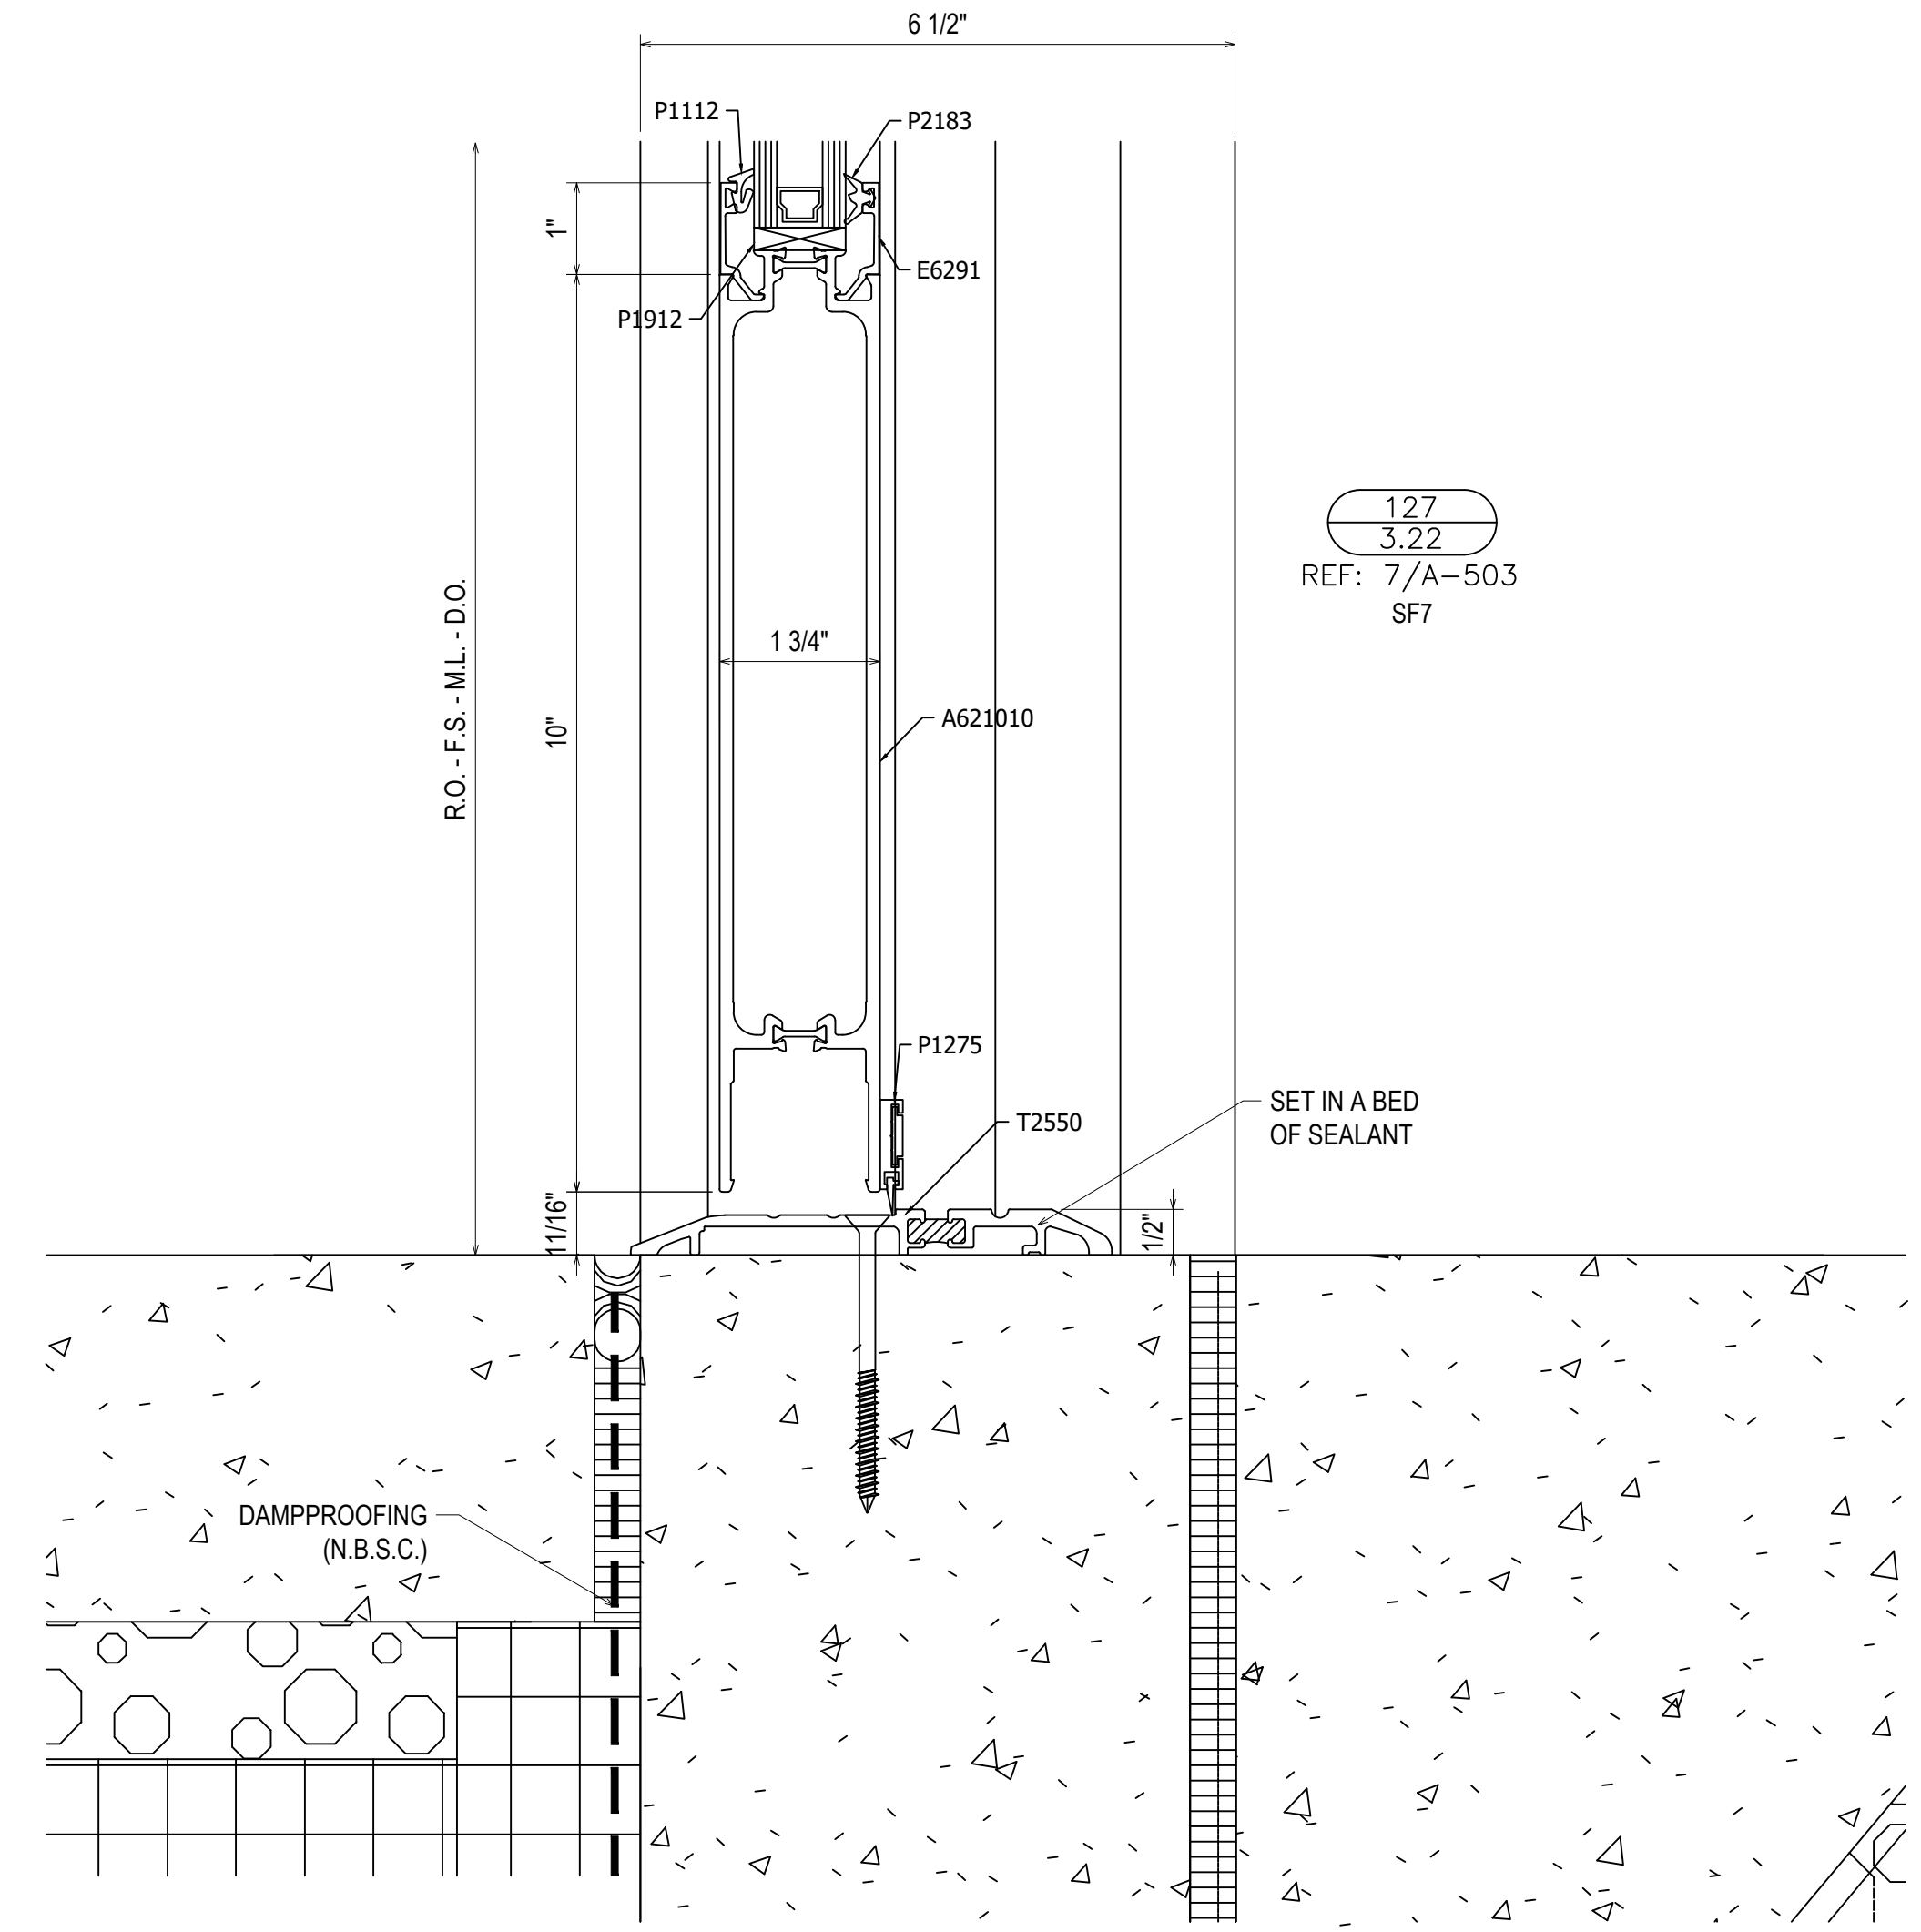 6 1/2"
P1112
P2183
1"
E6291
P1912
127
3.22
REF: 7/A-503
SF7
R.O. - F.S. - M.L. - D.O.
1 3/4"
10"
A621010
P1275
T2550
SET IN A BED
OF SEALANT
11/16"
1/2"
DAMPPROOFING
(N.B.S.C.)